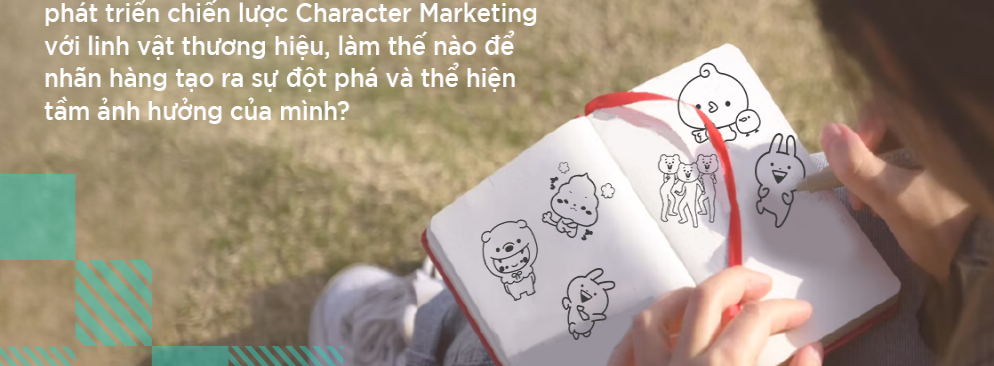 phát triển chiến lược Character Marketing
với linh vật thương hiệu, làm thế nào để
nhãn hàng tạo ra sự đột phá và thể hiện
tầm ảnh hưởng của mình?